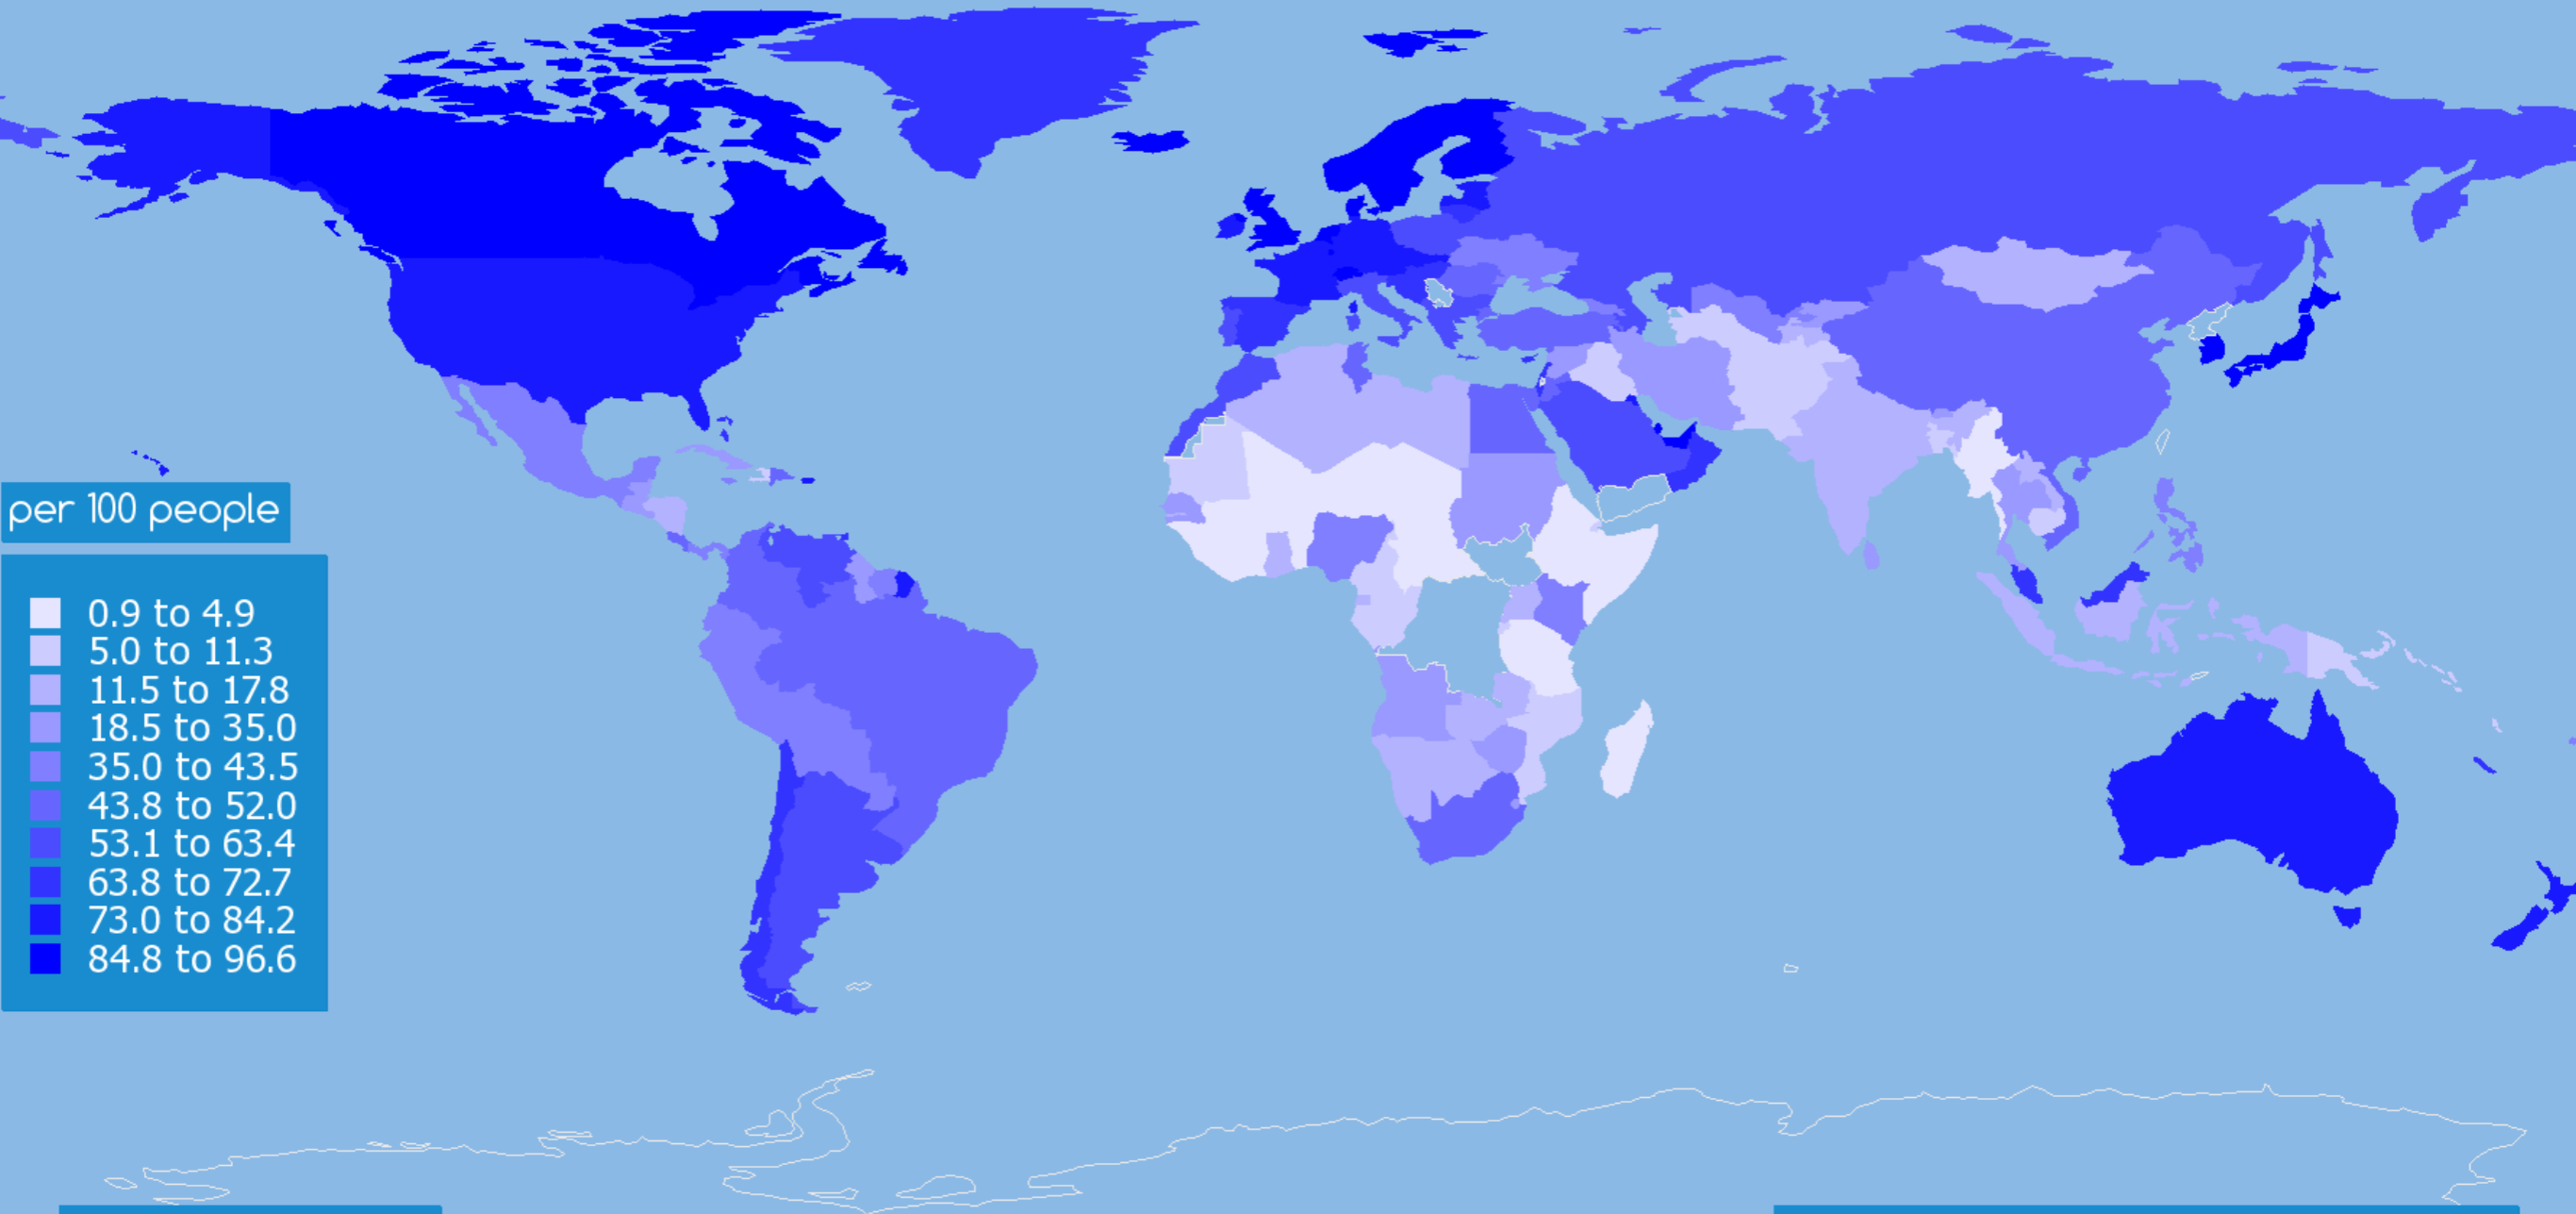 per 100 people
0.9 to 4.9
5.0 to 11.3
11.5 to 17.8
18.5 to 35.0
35.0 to 43.5
43.8 to 52.0
53.1 to 63.4
63.8 to 72.7
73.0 to 84.2
84.8 to 96.6